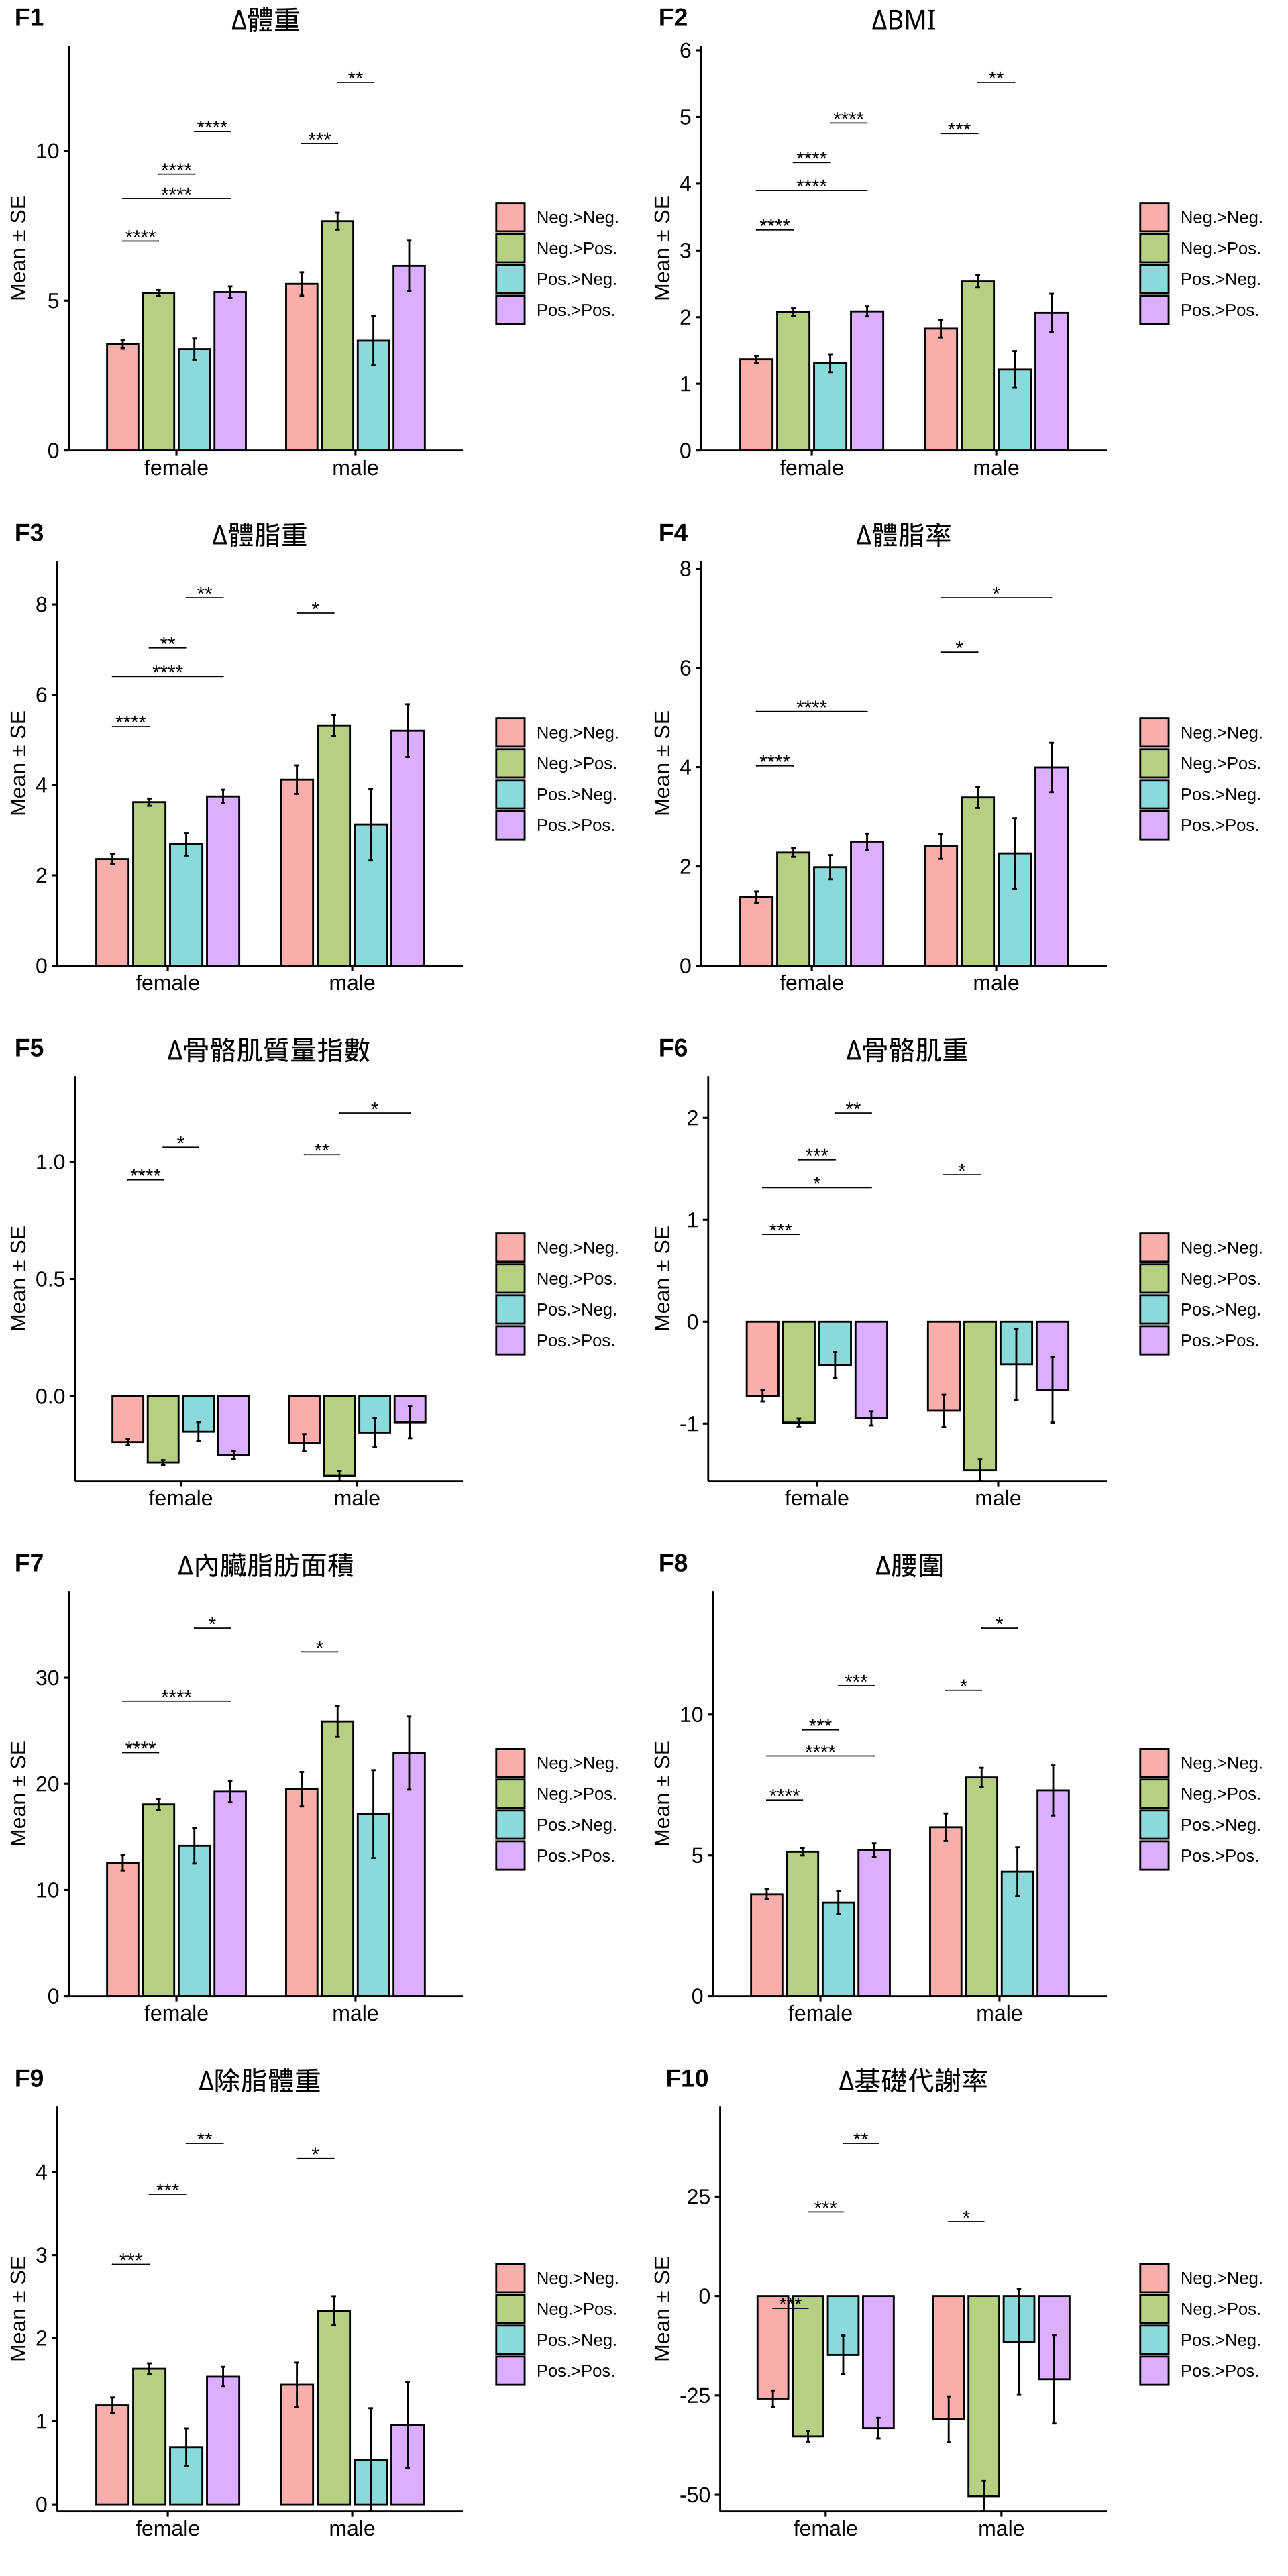 F1
Δ體重
Mean ± SE
10
5
0
****
****
****
****
***
**
female
male
Neg.>Neg.
Neg.>Pos.
Pos.>Neg.
Pos.>Pos.
F2
ΔBMI
Mean ± SE
6
5
4
3
2
1
0
****
****
****
****
***
**
female
male
Neg.>Neg.
Neg.>Pos.
Pos.>Neg.
Pos.>Pos.
F3
Δ體脂重
Mean ± SE
8
6
4
2
0
**
**
****
****
*
female
male
Neg.>Neg.
Neg.>Pos.
Pos.>Neg.
Pos.>Pos.
F4
Δ體脂率
Mean ± SE
8
6
4
2
0
****
****
*
*
female
male
Neg.>Neg.
Neg.>Pos.
Pos.>Neg.
Pos.>Pos.
F5
Δ骨骼肌質量指數
Mean ± SE
1.0
0.5
0.0
*
****
*
**
female
male
Neg.>Neg.
Neg.>Pos.
Pos.>Neg.
Pos.>Pos.
F6
Δ骨骼肌重
Mean ± SE
2
1
0
-1
**
***
*
***
*
female
male
Neg.>Neg.
Neg.>Pos.
Pos.>Neg.
Pos.>Pos.
F7
Δ內臟脂肪面積
Mean ± SE
30
20
10
0
*
****
****
*
female
male
Neg.>Neg.
Neg.>Pos.
Pos.>Neg.
Pos.>Pos.
F8
Δ腰圍
Mean ± SE
10
5
0
***
***
****
****
*
*
female
male
Neg.>Neg.
Neg.>Pos.
Pos.>Neg.
Pos.>Pos.
F9
Δ除脂體重
Mean ± SE
4
3
2
1
0
**
***
***
*
female
male
Neg.>Neg.
Neg.>Pos.
Pos.>Neg.
Pos.>Pos.
F10
Δ基礎代謝率
Mean ± SE
25
0
-25
-50
**
***
***
*
female
male
Neg.>Neg.
Neg.>Pos.
Pos.>Neg.
Pos.>Pos.